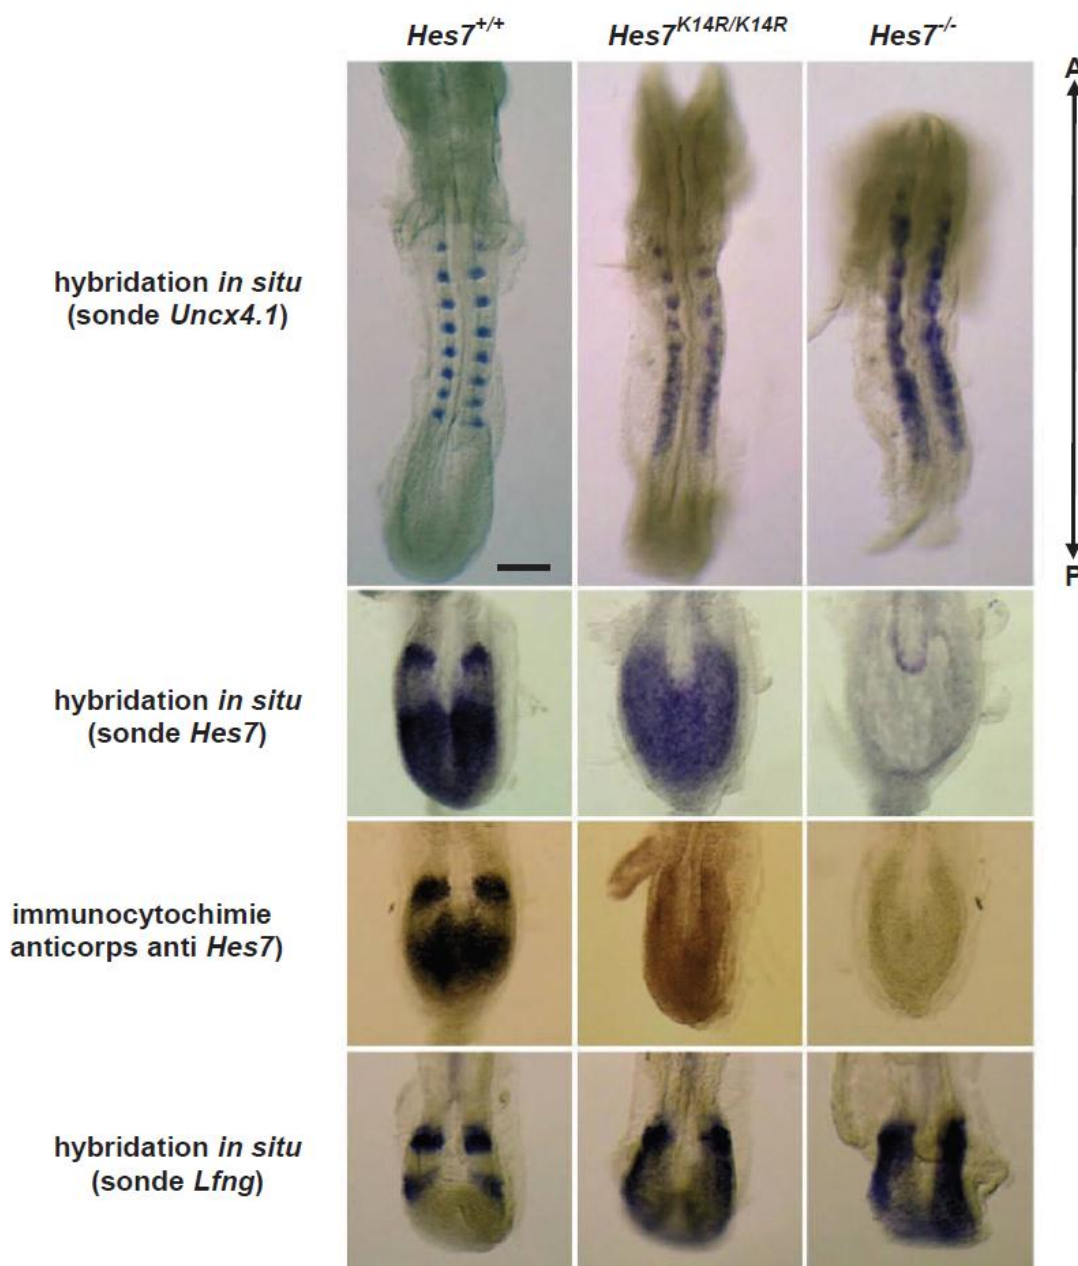 Hes7+/+ Hes7K14R/K14R Hes7-/-
A
hybridation in situ
(sonde Uncx4.1)
P
hybridation in situ
(sonde Hes7)
immunocytochimie
anticorps anti Hes7)
hybridation in situ
(sonde Lfng)